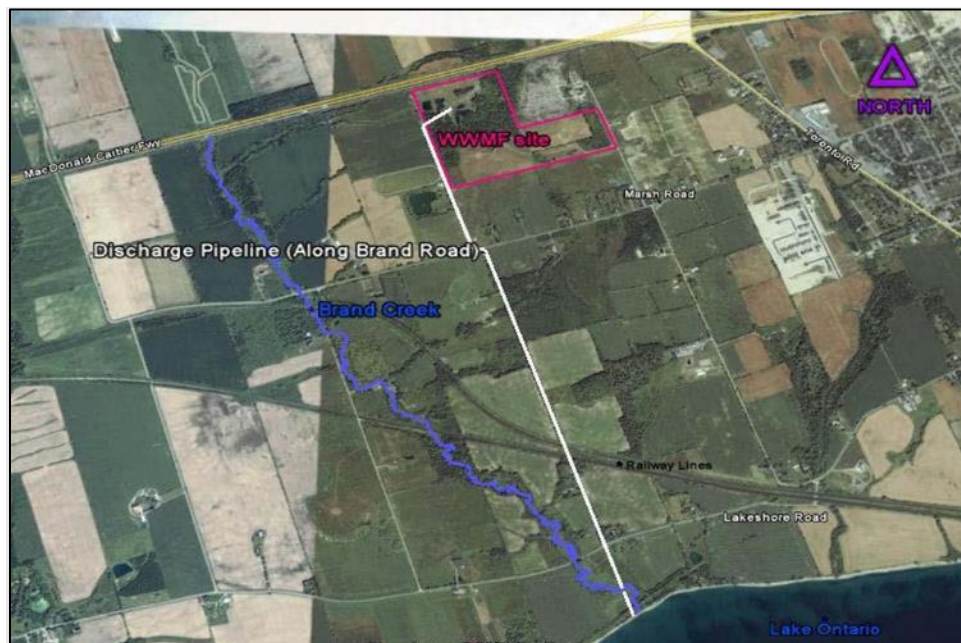 NORTH
MacDonald Caitier Fwy
WWMF site
Toronto Rd
Marsh Road
Discharge Pipeline (Along Brand Road)
Brand Creek
Railway Lines
Lakeshore Road
Lake Ontario